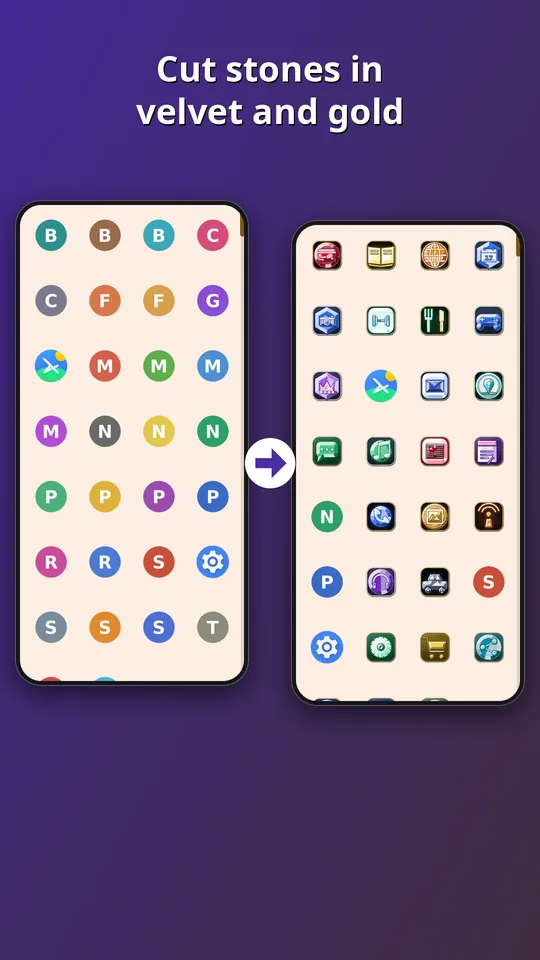 Cut stones in
velvet and gold
B B B C
C F F G
M M M
M N N N
P P P P
R R S
S S S T
N
P S